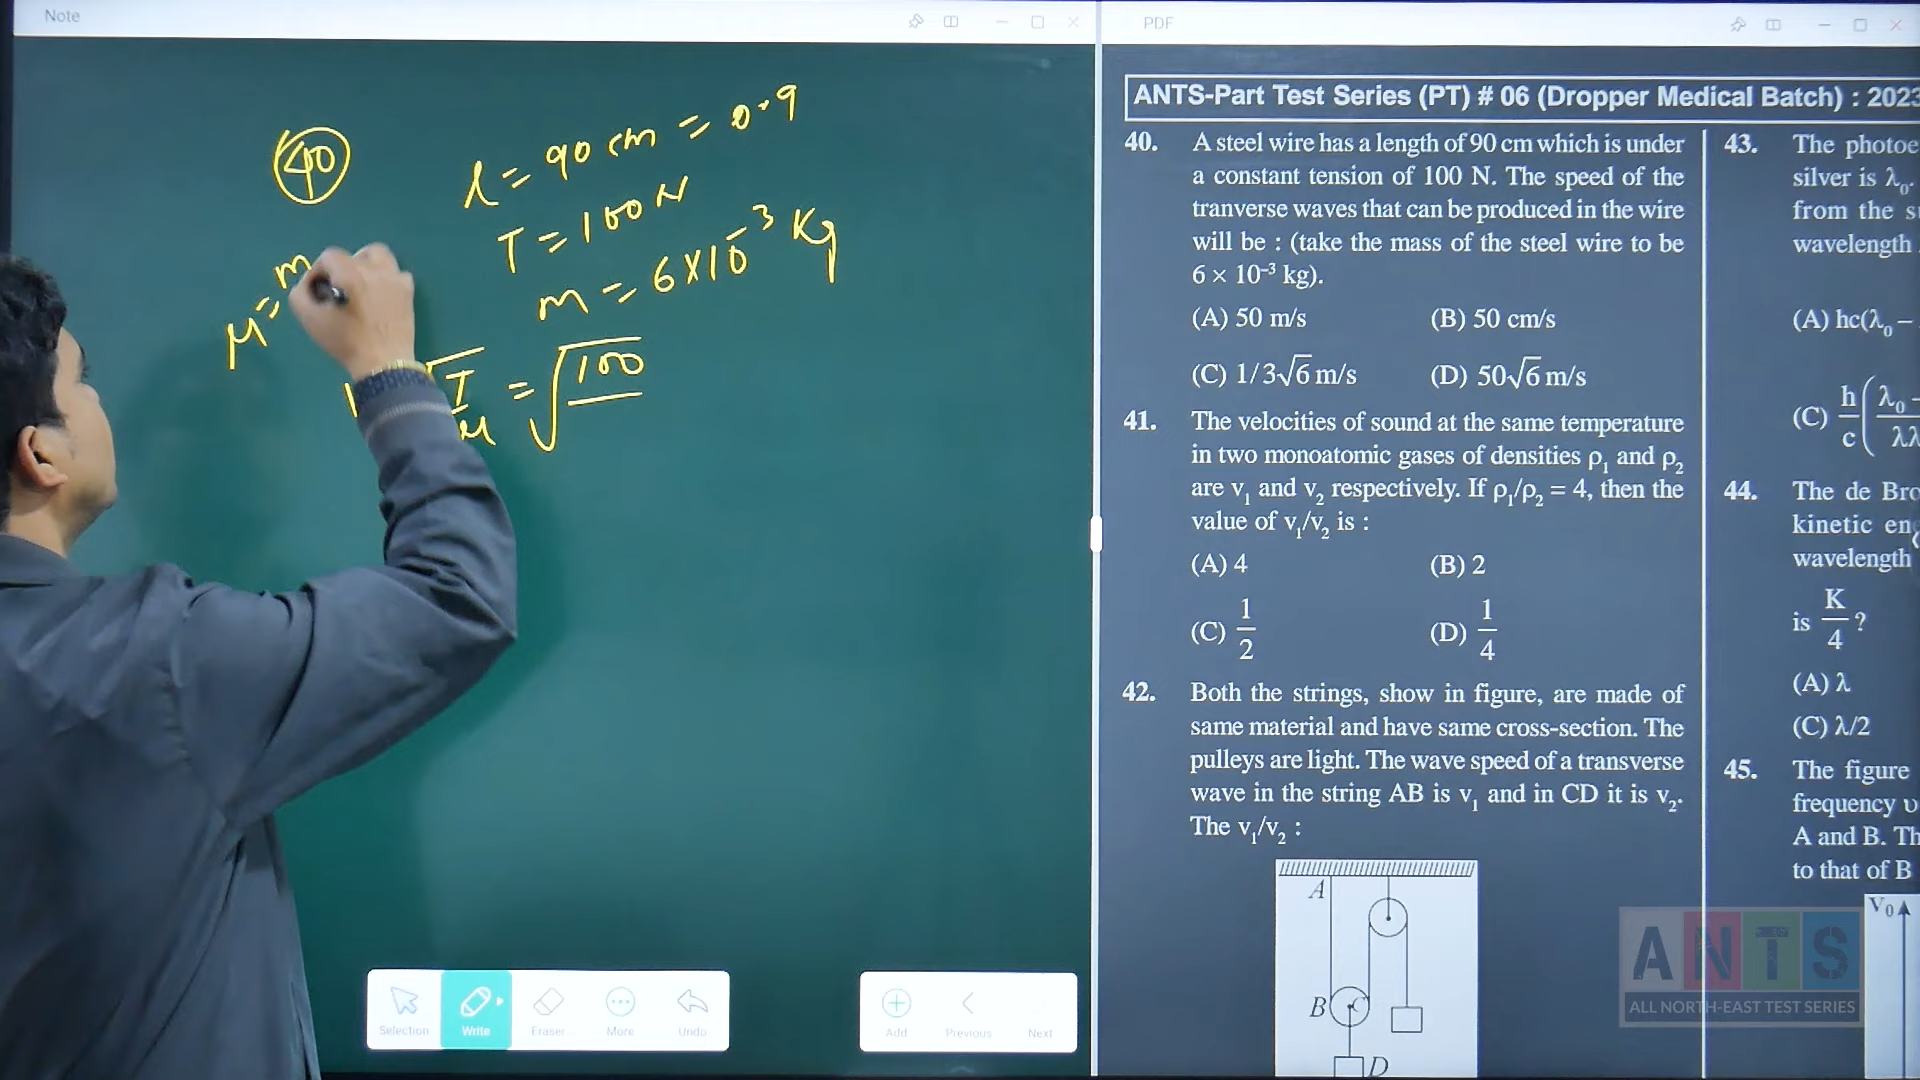 Note
PDF
40
l = 90 cm = 0.9
T = 100 N
m = 6×10⁻³ Kg
μ = m
√T/μ = √100
ANTS-Part Test Series (PT) # 06 (Dropper Medical Batch) : 2023
40. A steel wire has a length of 90 cm which is under
a constant tension of 100 N. The speed of the
tranverse waves that can be produced in the wire
will be : (take the mass of the steel wire to be
6 × 10⁻³ kg).
(A) 50 m/s (B) 50 cm/s
(C) 1/3√6 m/s (D) 50√6 m/s
41. The velocities of sound at the same temperature
in two monoatomic gases of densities ρ₁ and ρ₂
are v₁ and v₂ respectively. If ρ₁/ρ₂ = 4, then the
value of v₁/v₂ is :
(A) 4 (B) 2
(C) 1/2 (D) 1/4
42. Both the strings, show in figure, are made of
same material and have same cross-section. The
pulleys are light. The wave speed of a transverse
wave in the string AB is v₁ and in CD it is v₂.
The v₁/v₂ :
A
B C
D
43. The photoe
silver is λ₀.
from the s
wavelength
(A) hc(λ₀ –
(C) h/c (λ₀ – / λλ
44. The de Bro
kinetic en
wavelength
is K/4 ?
(A) λ
(C) λ/2
45. The figure
frequency υ
A and B. Th
to that of B
V₀
ANTS
ALL NORTH-EAST TEST SERIES
Selection Write Eraser More Undo
Add Previous Next